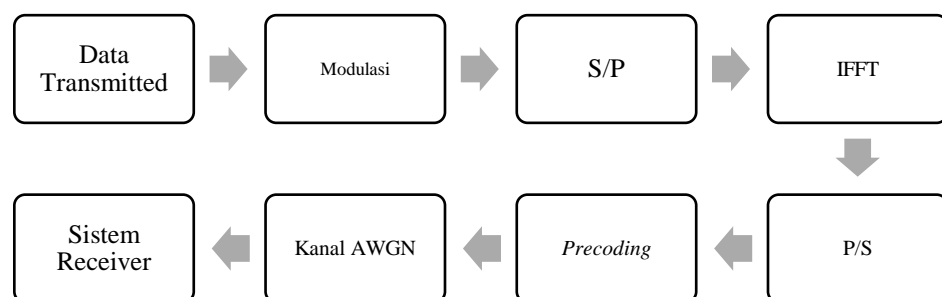 Data
Transmitted
Modulasi
S/P
IFFT
P/S
Precoding
Kanal AWGN
Sistem
Receiver